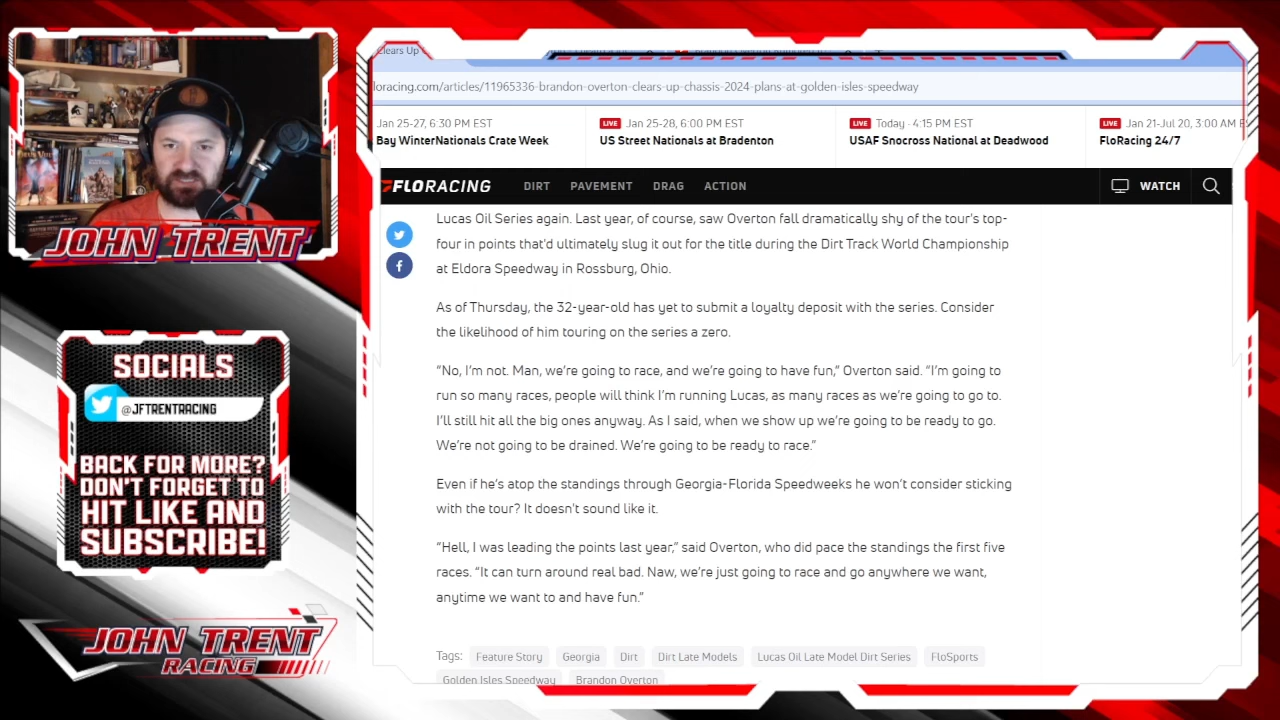 Clears Up
loracing.com/articles/11965336-brandon-overton-clears-up-chassis-2024-plans-at-golden-isles-speedway
Jan 25-27, 6:30 PM EST
Bay WinterNationals Crate Week
LIVE Jan 25-28, 6:00 PM EST
US Street Nationals at Bradenton
LIVE Today - 4:15 PM EST
USAF Snocross National at Deadwood
LIVE Jan 21-Jul 20, 3:00 AM
FloRacing 24/7
FLORACING DIRT PAVEMENT DRAG ACTION WATCH
Lucas Oil Series again. Last year, of course, saw Overton fall dramatically shy of the tour's top-
four in points that'd ultimately slug it out for the title during the Dirt Track World Championship
at Eldora Speedway in Rossburg, Ohio.
As of Thursday, the 32-year-old has yet to submit a loyalty deposit with the series. Consider
the likelihood of him touring on the series a zero.
“No, I'm not. Man, we're going to race, and we're going to have fun,” Overton said. “I'm going to
run so many races, people will think I'm running Lucas, as many races as we're going to go to.
I'll still hit all the big ones anyway. As I said, when we show up we're going to be ready to go.
We're not going to be drained. We're going to be ready to race.”
Even if he's atop the standings through Georgia-Florida Speedweeks he won't consider sticking
with the tour? It doesn't sound like it.
“Hell, I was leading the points last year,” said Overton, who did pace the standings the first five
races. “It can turn around real bad. Naw, we're just going to race and go anywhere we want,
anytime we want to and have fun.”
Tags: Feature Story Georgia Dirt Dirt Late Models Lucas Oil Late Model Dirt Series FloSports
Golden Isles Speedway Brandon Overton
JOHN TRENT
SOCIALS
@JFTRENTRACING
BACK FOR MORE?
DON'T FORGET TO
HIT LIKE AND
SUBSCRIBE!
JOHN TRENT
RACING